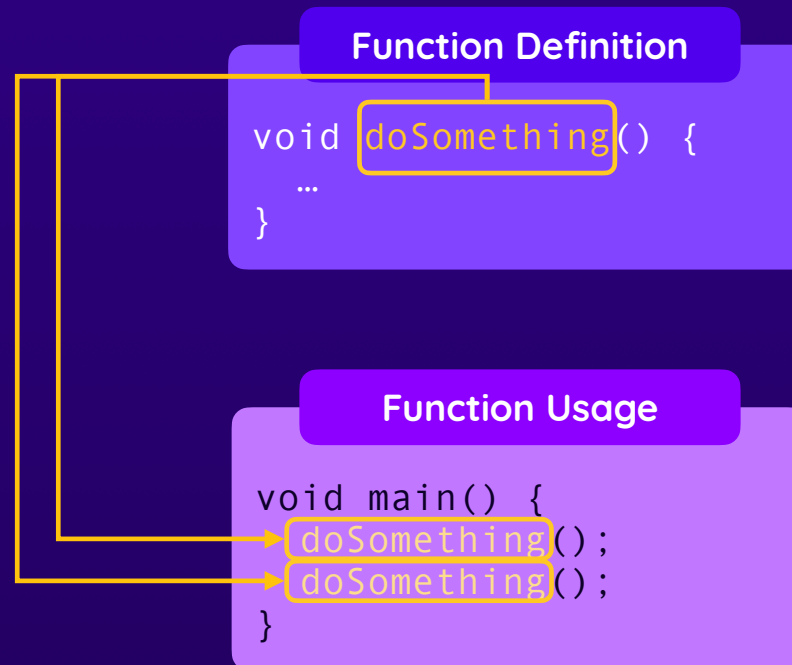 Function Definition
void doSomething() {
…
}
Function Usage
void main() {
doSomething();
doSomething();
}